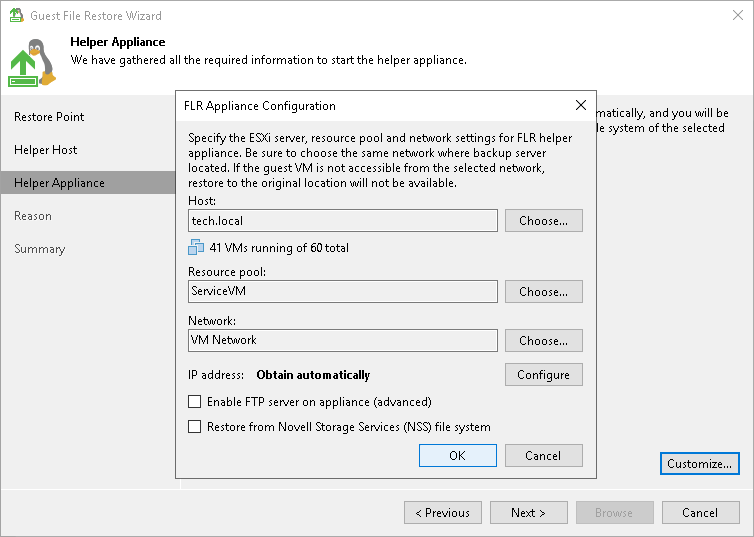 Guest File Restore Wizard
Helper Appliance
We have gathered all the required information to start the helper appliance.
Restore Point
Helper Host
Helper Appliance
Reason
Summary
matically, and you will be
le system of the selected
FLR Appliance Configuration
Specify the ESXi server, resource pool and network settings for FLR helper
appliance. Be sure to choose the same network where backup server
located. If the guest VM is not accessible from the selected network,
restore to the original location will not be available.
Host:
tech.local
Choose...
41 VMs running of 60 total
Resource pool:
ServiceVM
Choose...
Network:
VM Network
Choose...
IP address: Obtain automatically
Configure
Enable FTP server on appliance (advanced)
Restore from Novell Storage Services (NSS) file system
OK
Cancel
Customize...
< Previous
Next >
Browse
Cancel